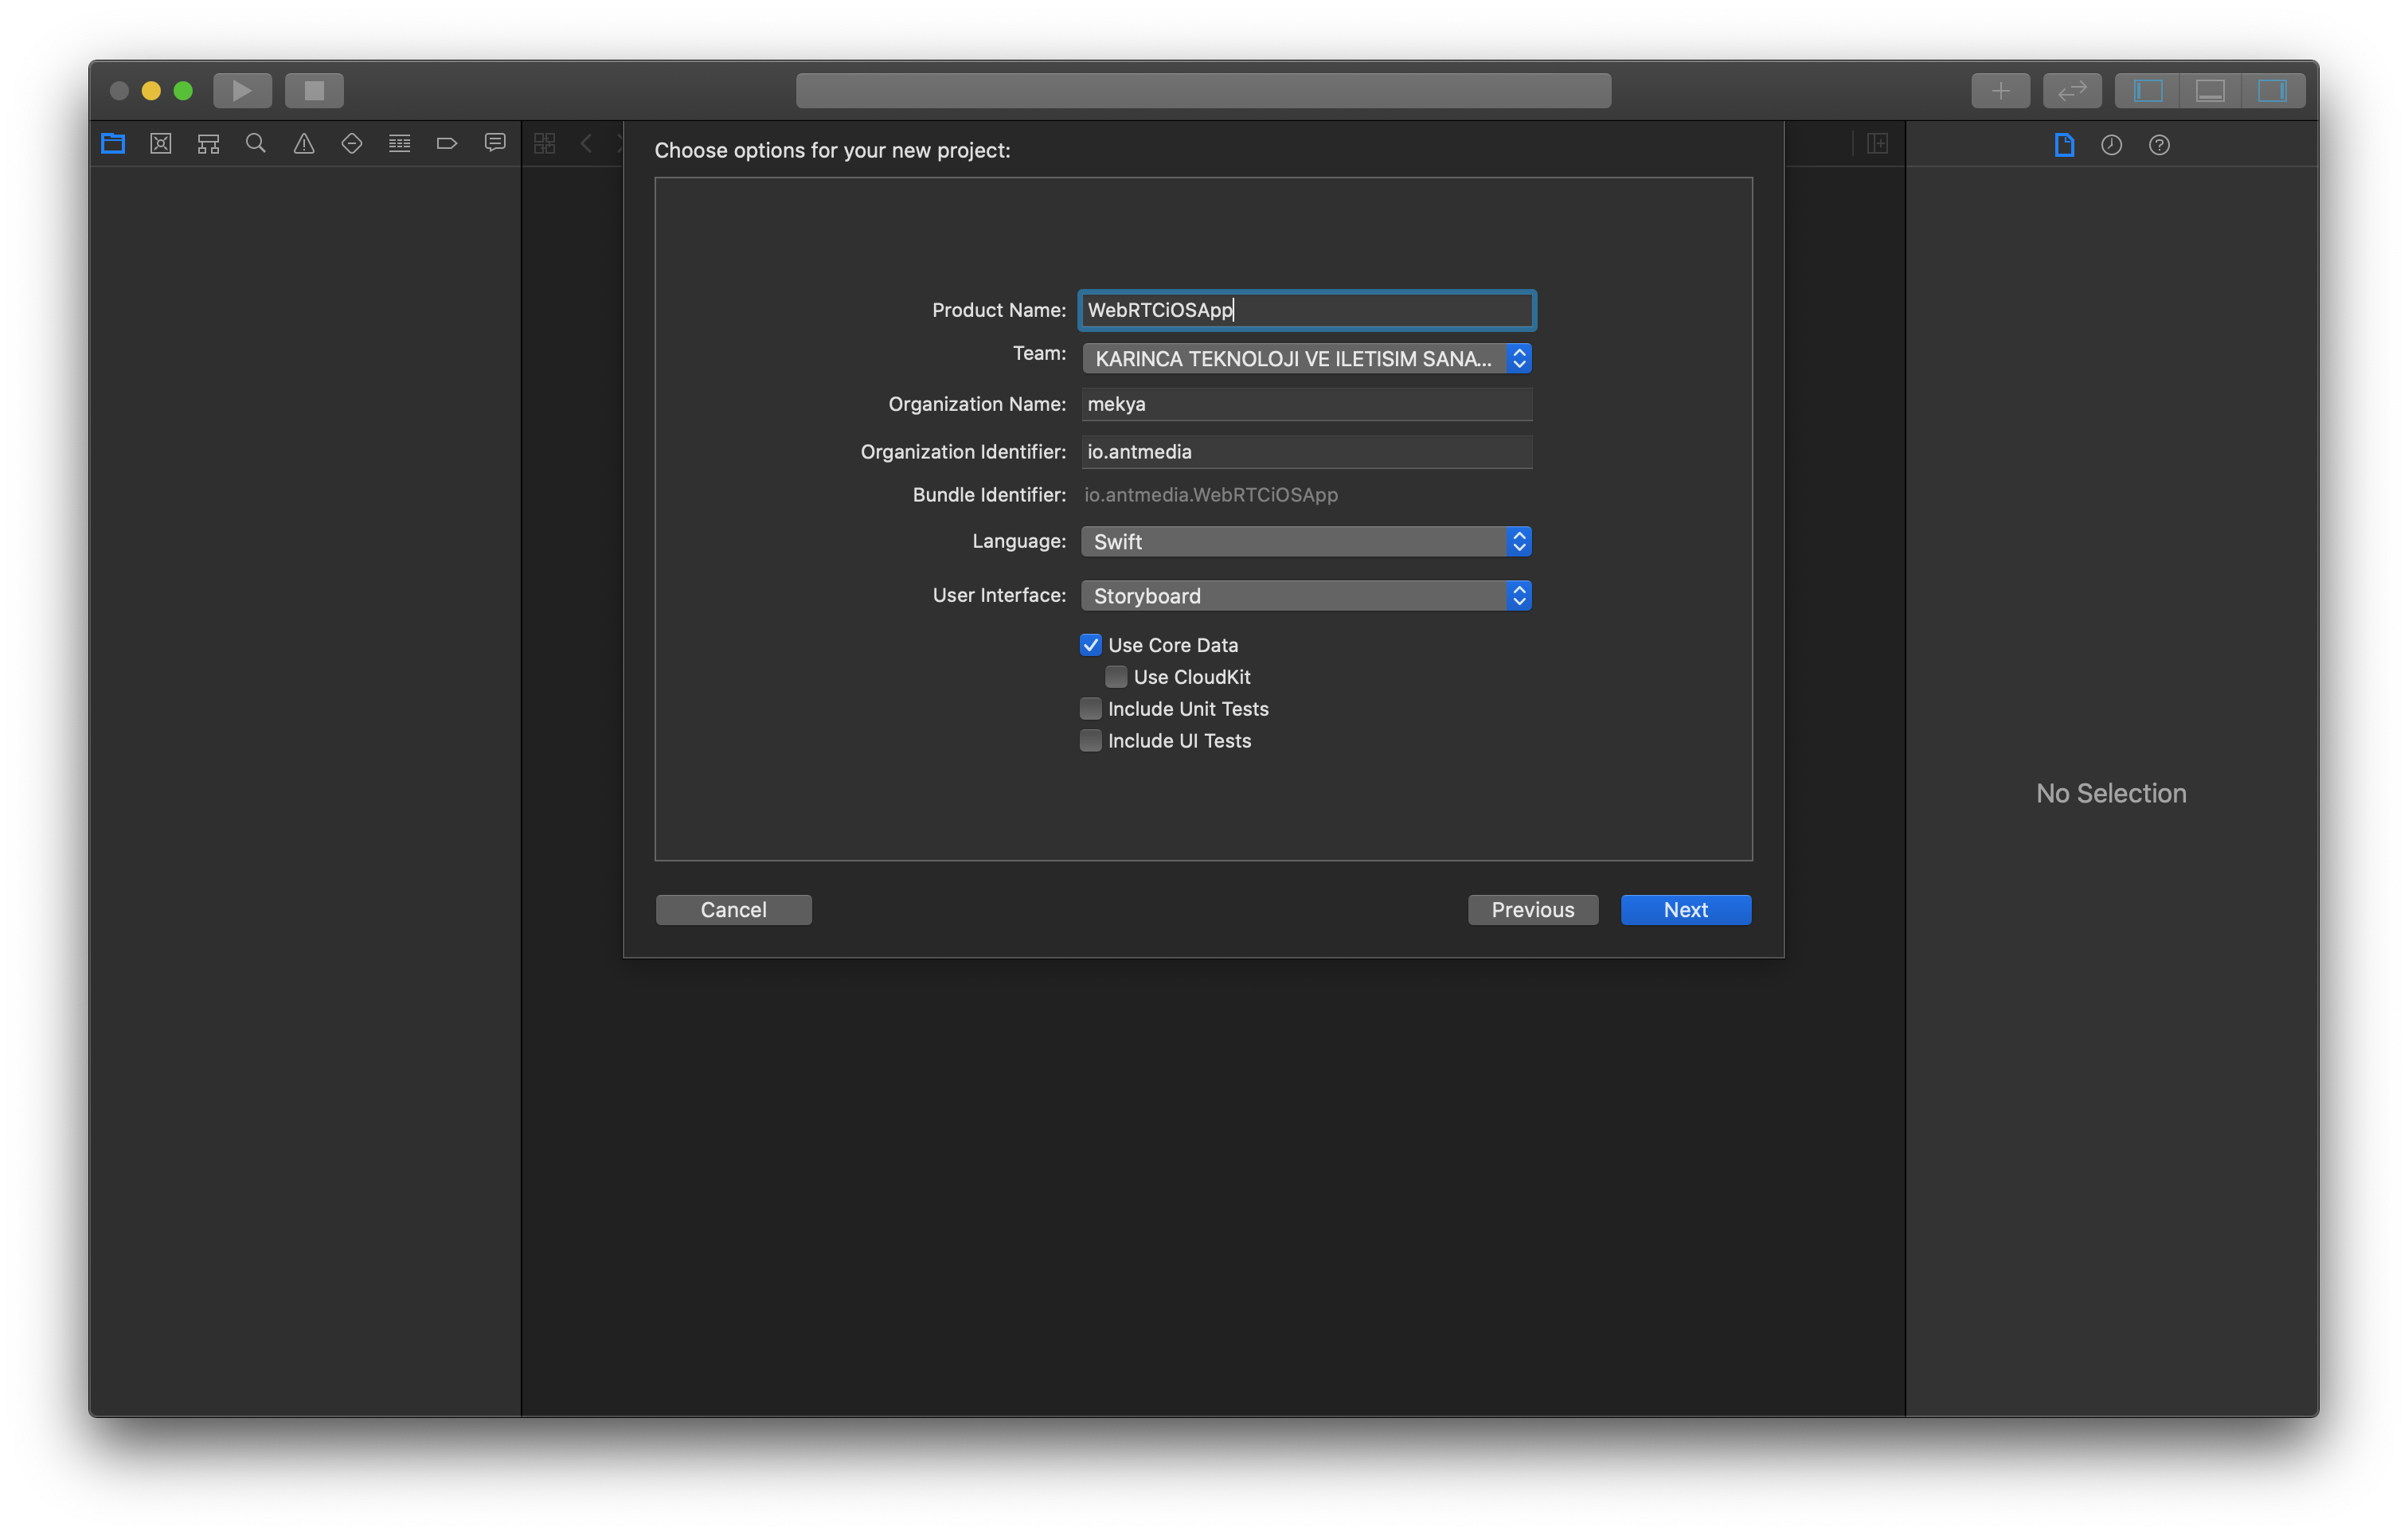 Choose options for your new project:
Product Name: WebRTCiOSApp
Team: KARINCA TEKNOLOJI VE ILETISIM SANA...
Organization Name: mekya
Organization Identifier: io.antmedia
Bundle Identifier: io.antmedia.WebRTCiOSApp
Language: Swift
User Interface: Storyboard
Use Core Data
Use CloudKit
Include Unit Tests
Include UI Tests
No Selection
Cancel Previous Next